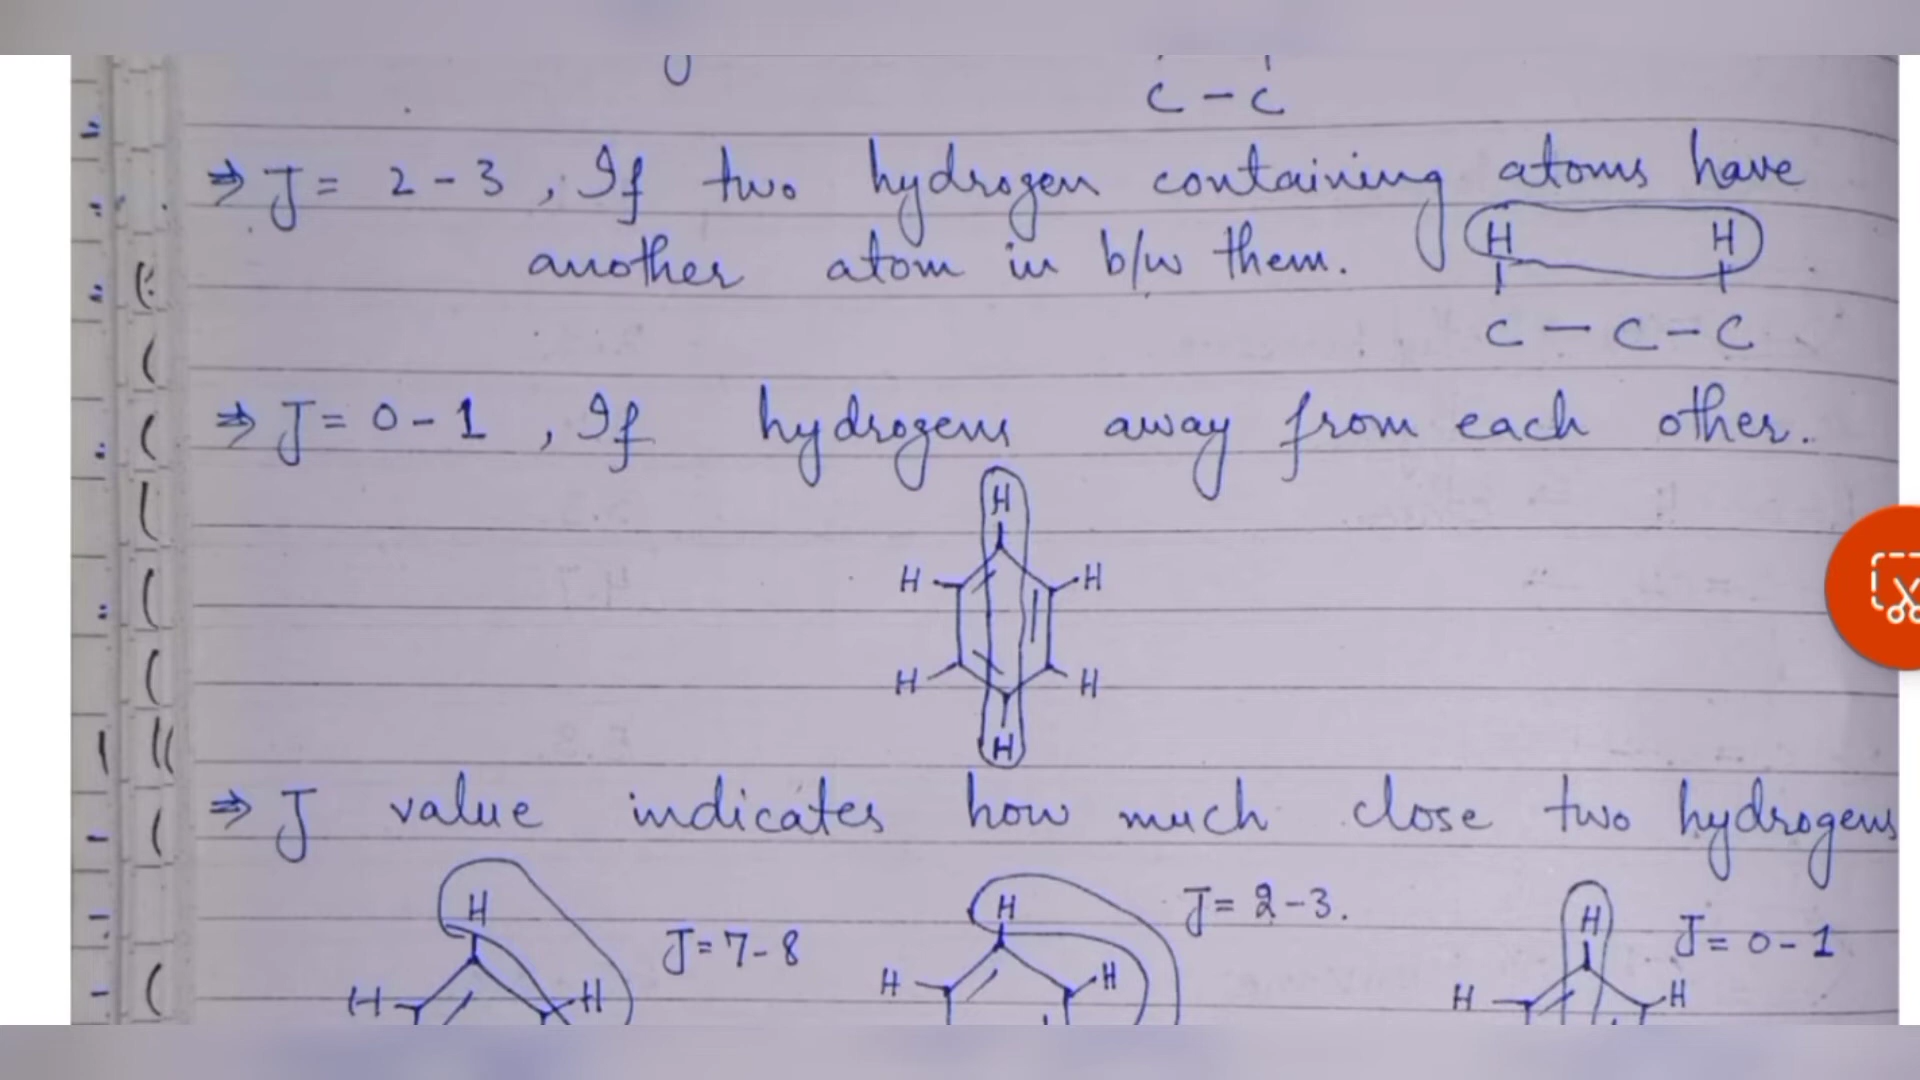 C - C
⇒ J = 2 - 3 , If two hydrogen containing atoms have
another atom in b/w them.
H H
C - C - C
⇒ J = 0 - 1 , If hydrogens away from each other.
H
H H
H H
H
⇒ J value indicates how much close two hydrogens
H J = 7 - 8 H J = 2 - 3. H J = 0 - 1
H H H H H H